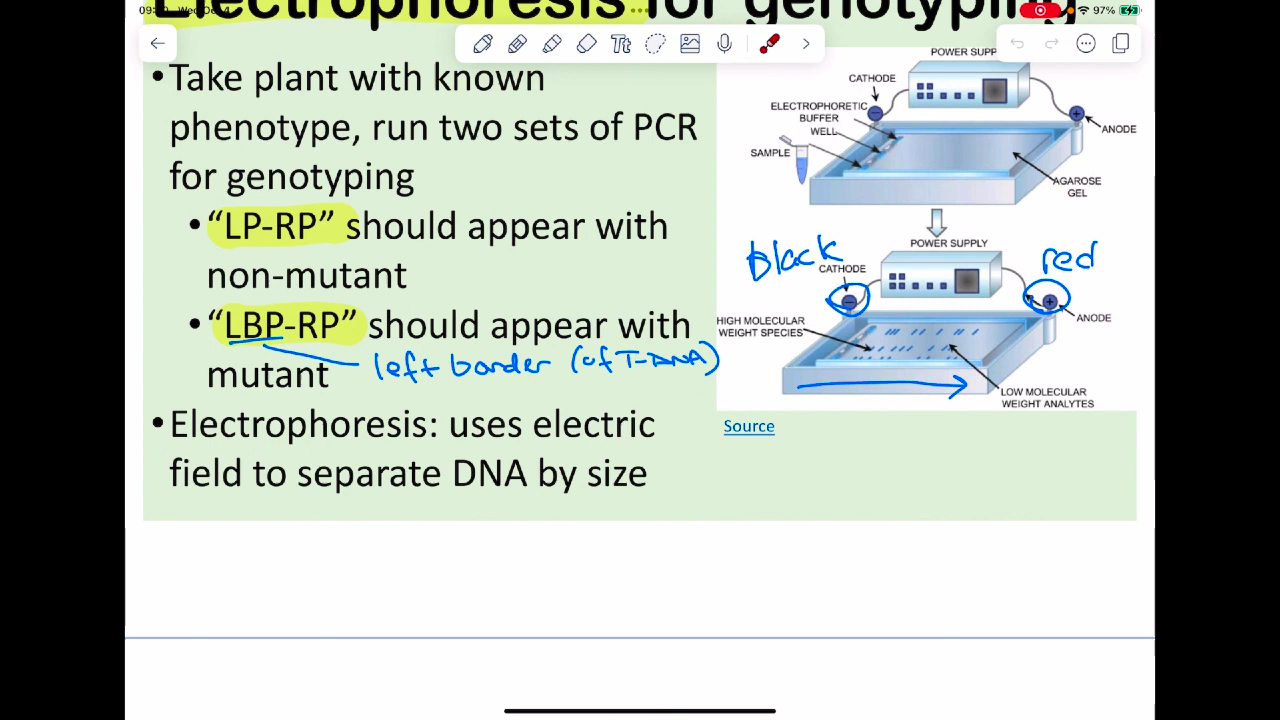 Electrophoresis for genotyping
97%
Tt
• Take plant with known
phenotype, run two sets of PCR
for genotyping
• “LP-RP” should appear with
non-mutant
• “LBP-RP” should appear with
left border (of T-DNA)
mutant
• Electrophoresis: uses electric
field to separate DNA by size
CATHODE
ELECTROPHORETIC
BUFFER
WELL
SAMPLE
ANODE
AGAROSE
GEL
POWER SUPPLY
black
red
CATHODE
ANODE
HIGH MOLECULAR
WEIGHT SPECIES
LOW MOLECULAR
WEIGHT ANALYTES
Source